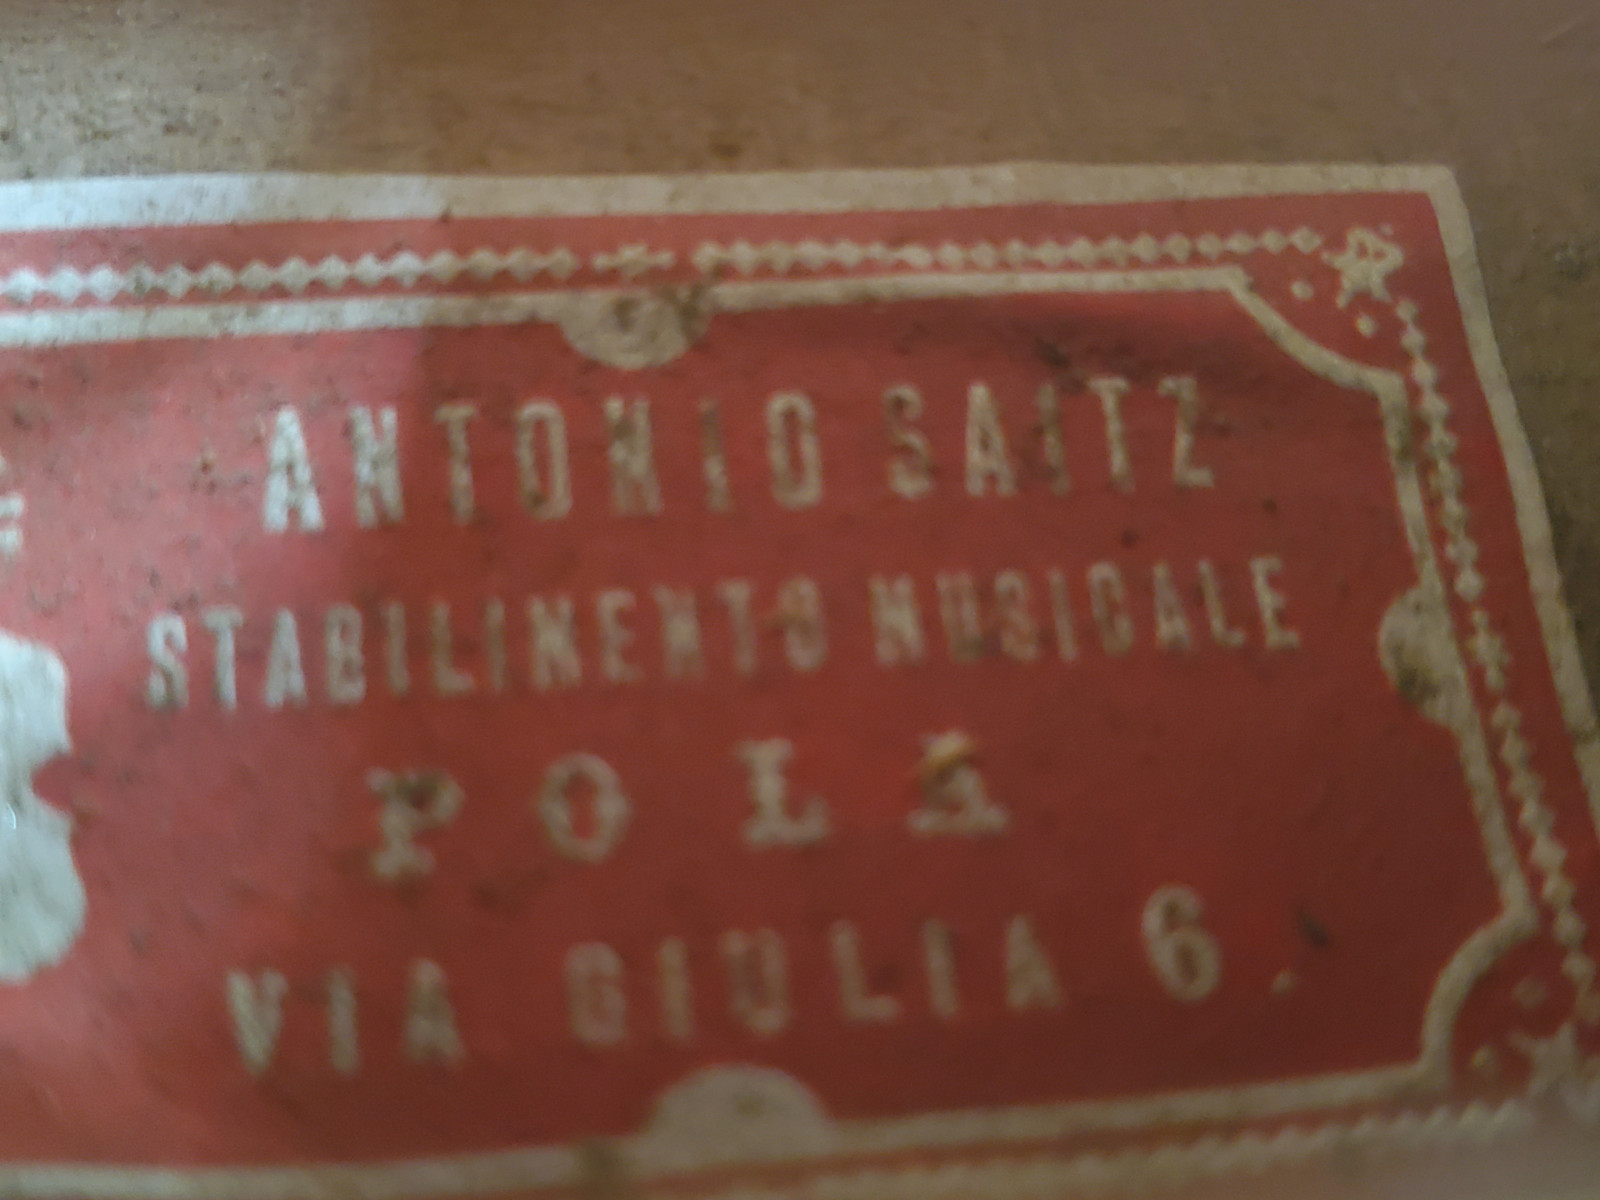 ANTONIO SAITZ
STABILIMENTO MUSICALE
POLA
VIA GIULIA 6.